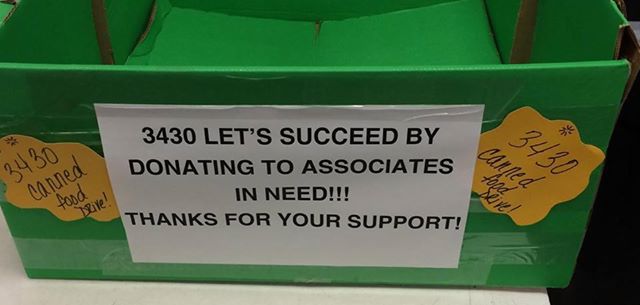 3430 LET'S SUCCEED BY
DONATING TO ASSOCIATES
IN NEED!!!
THANKS FOR YOUR SUPPORT!
3430
canned
food
Drive!
3430
canned
food
Drive!